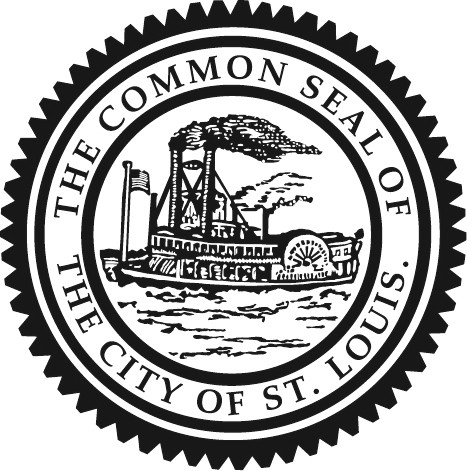 THE COMMON SEAL OF
THE CITY OF ST. LOUIS.